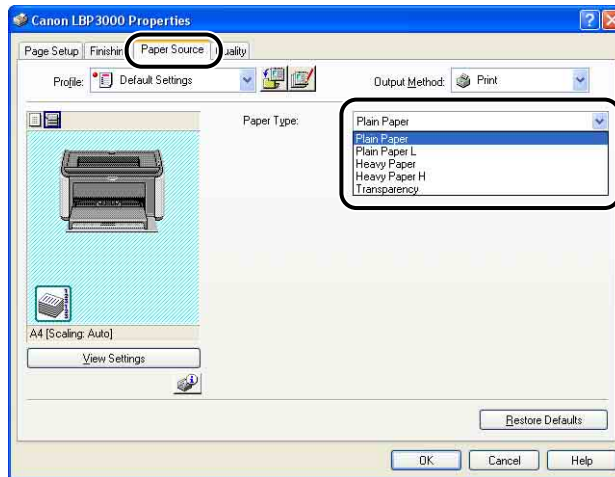 Canon LBP3000 Properties
Page Setup Finishin Paper Source uality
Profile: Default Settings Output Method: Print
Paper Type: Plain Paper
Plain Paper
Plain Paper L
Heavy Paper
Heavy Paper H
Transparency
A4 [Scaling: Auto]
View Settings
Restore Defaults
OK Cancel Help